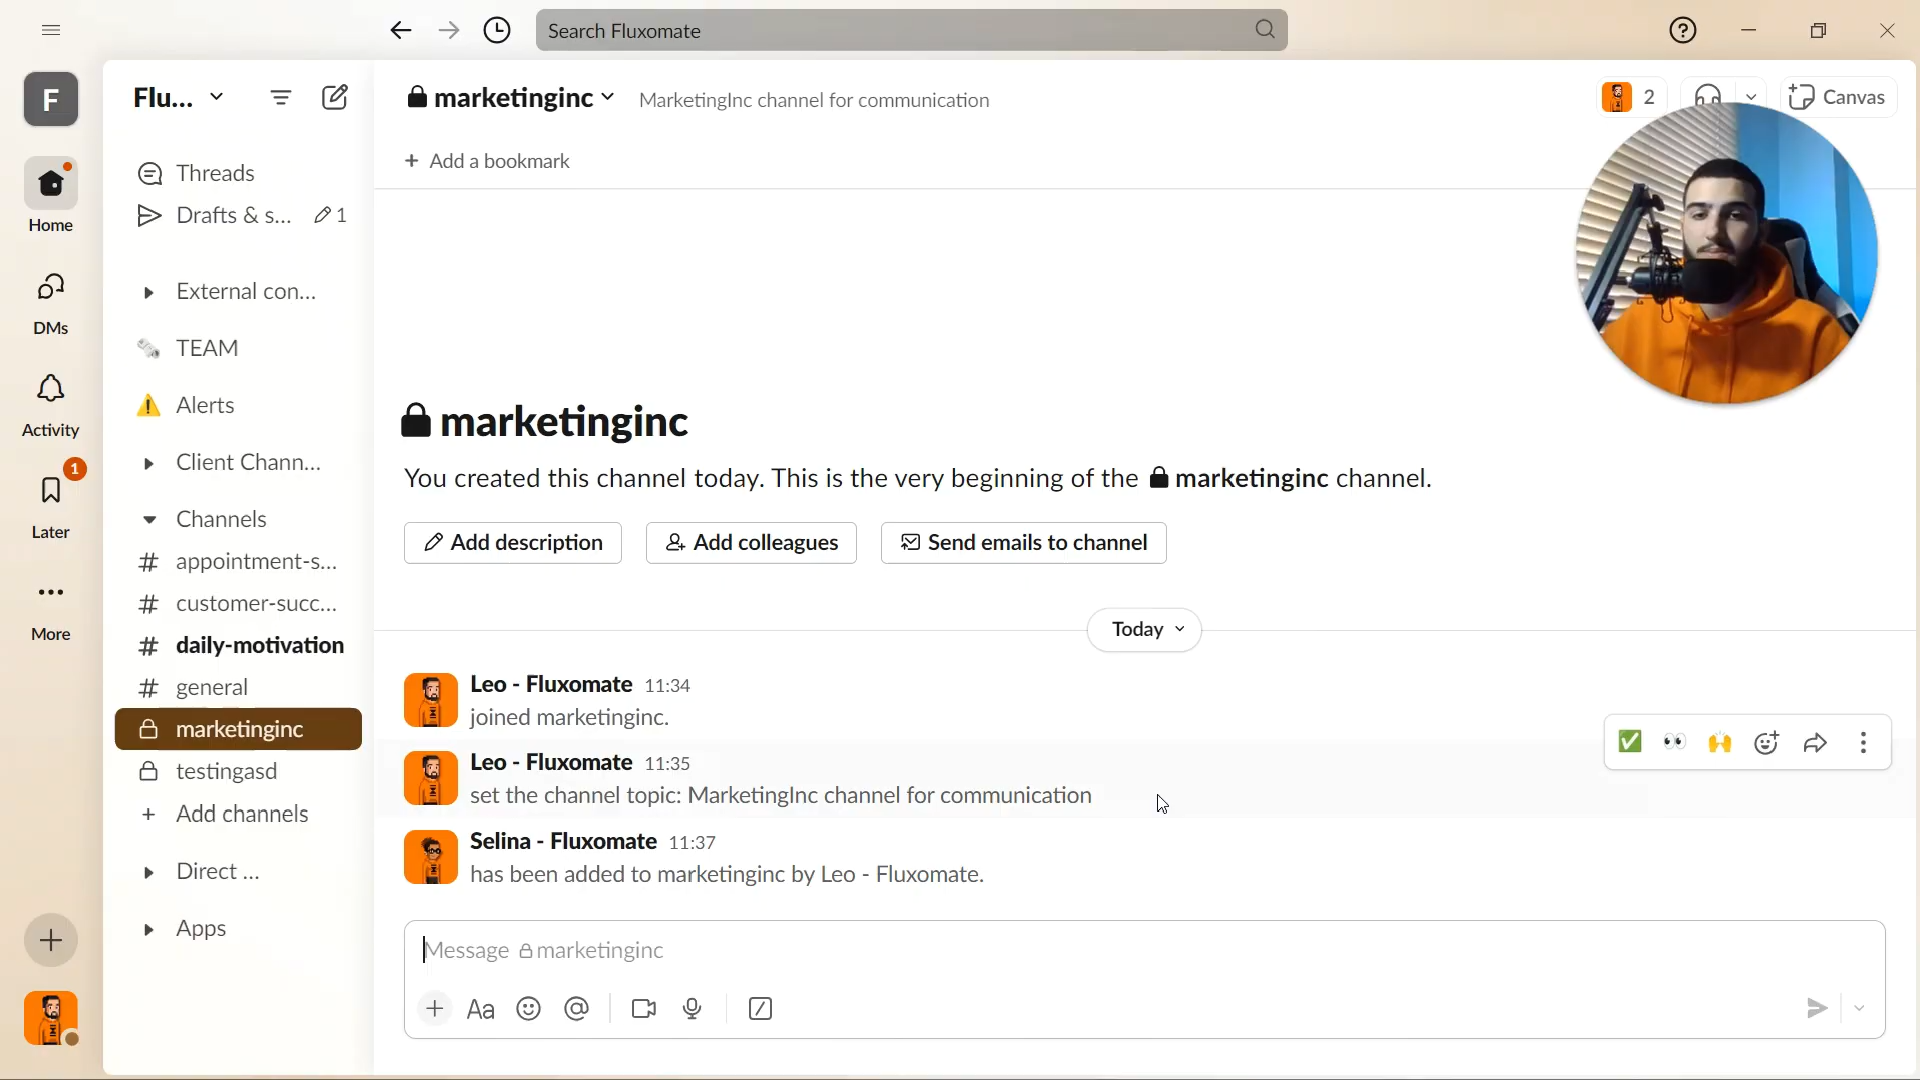 Search Fluxomate
F
Home
DMs
Activity
1
Later
More
Flu...
Threads
Drafts & s... 1
External con...
TEAM
Alerts
Client Chann...
Channels
# appointment-s...
# customer-succ...
# daily-motivation
# general
marketinginc
testingasd
+ Add channels
Direct ...
Apps
marketinginc MarketingInc channel for communication
2
Canvas
+ Add a bookmark
marketinginc
You created this channel today. This is the very beginning of the marketinginc channel.
Add description Add colleagues Send emails to channel
Today
Leo - Fluxomate 11:34
joined marketinginc.
Leo - Fluxomate 11:35
set the channel topic: MarketingInc channel for communication
Selina - Fluxomate 11:37
has been added to marketinginc by Leo - Fluxomate.
Message marketinginc
Aa